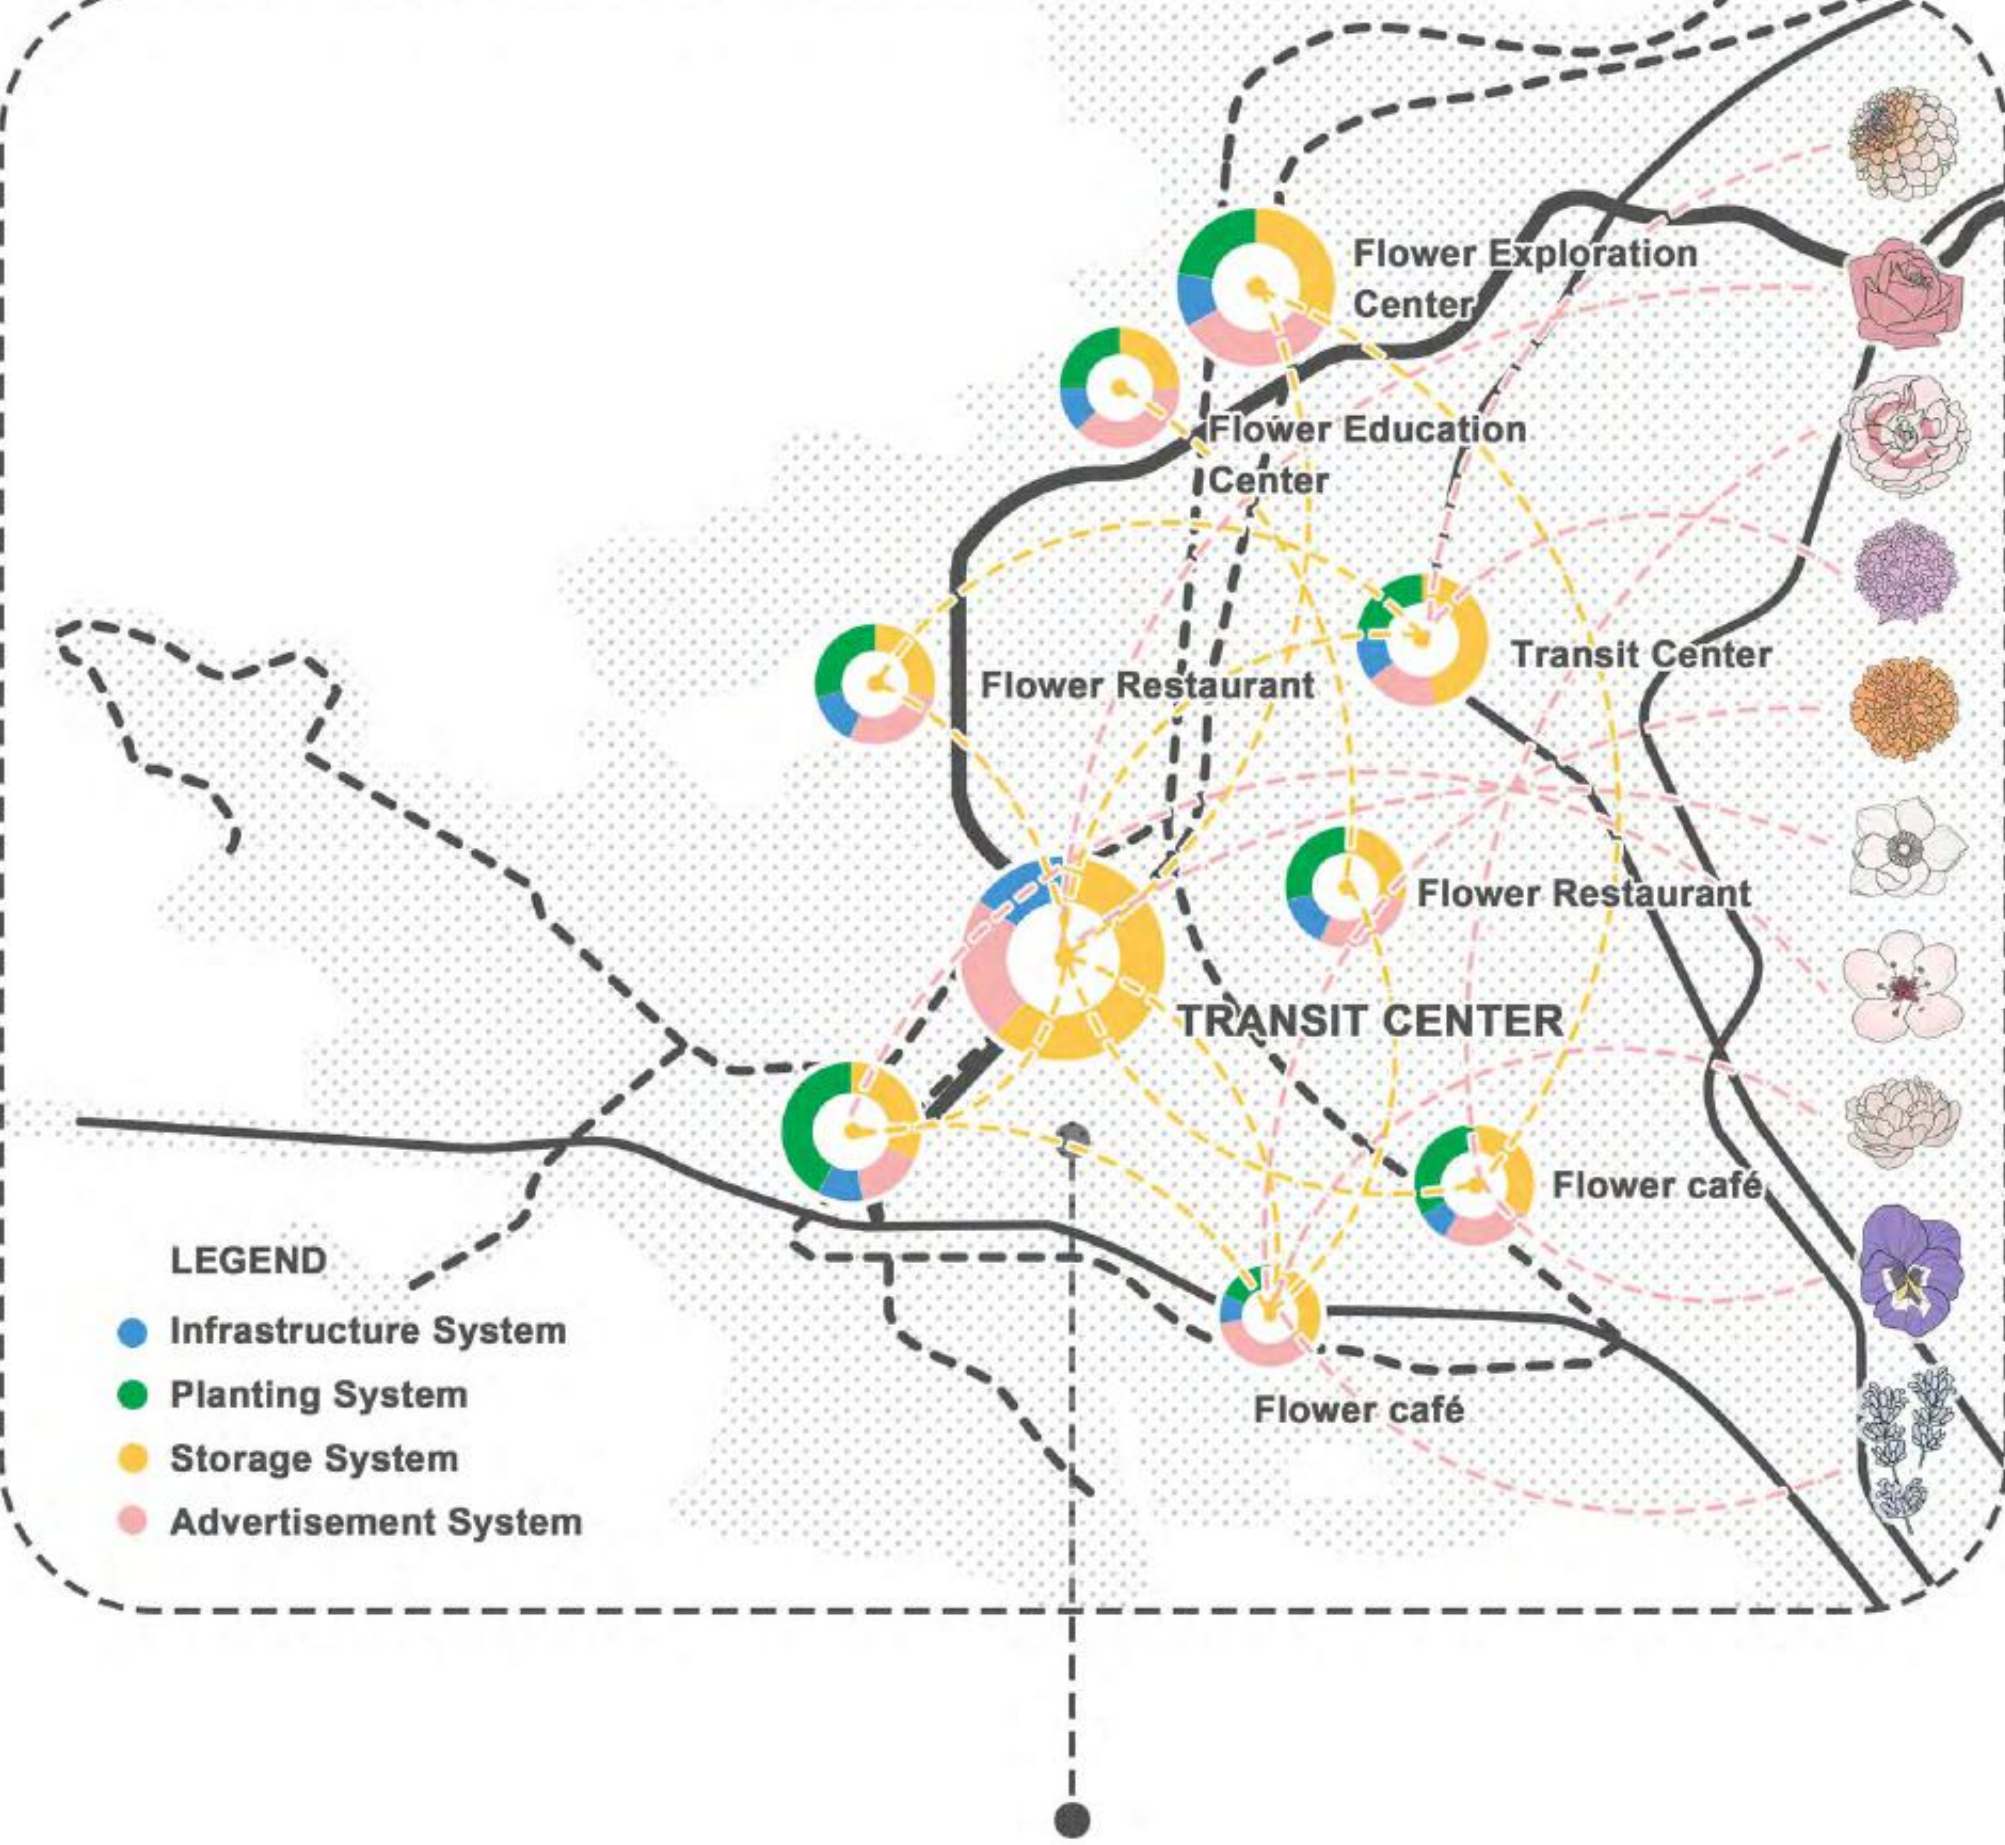 Flower Exploration
Center
Flower Education
Center
Transit Center
Flower Restaurant
Flower Restaurant
TRANSIT CENTER
Flower café
Flower café
LEGEND
Infrastructure System
Planting System
Storage System
Advertisement System